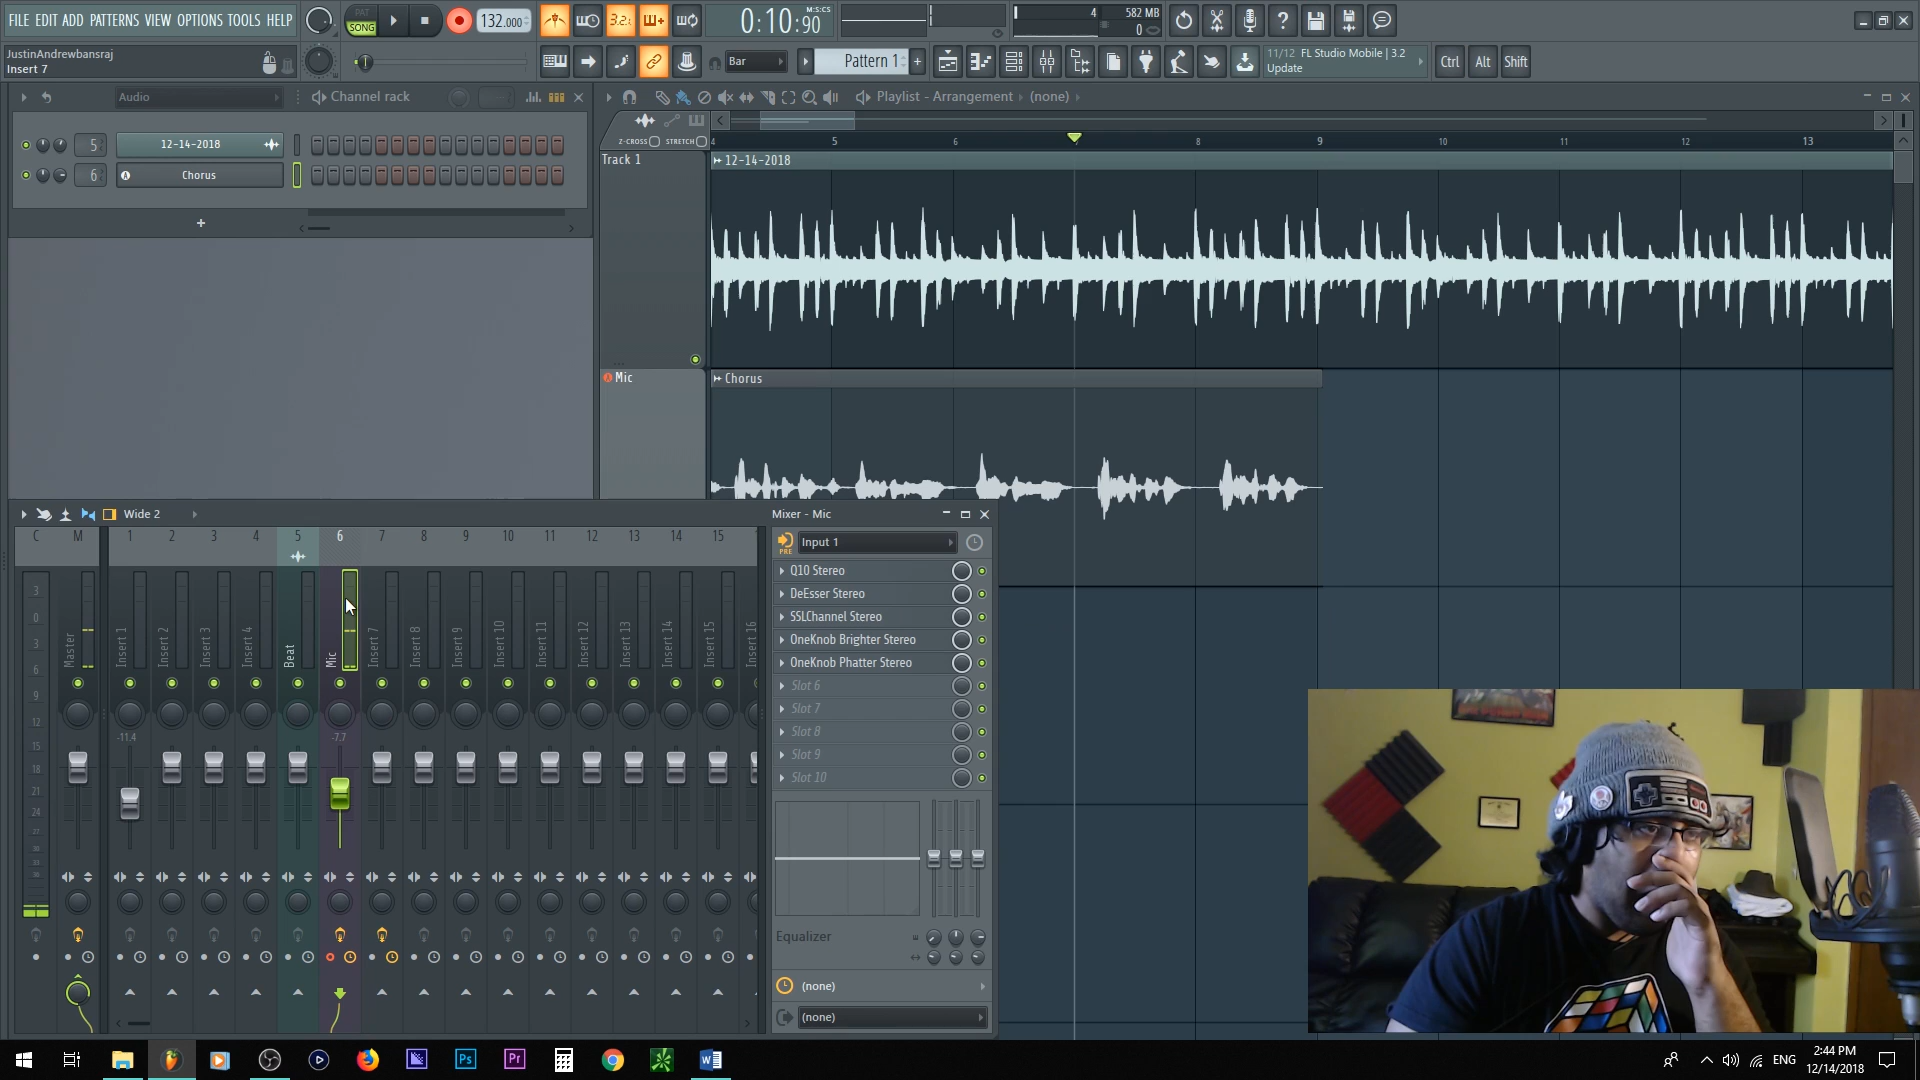 FILE EDIT ADD PATTERNS VIEW OPTIONS TOOLS HELP
PAT
SONG
132.000
3.2.
0:10:90
M:S:CS
4
582 MB
0
JustinAndrewbansraj
Insert 7
Bar
Pattern 1
+
11/12 FL Studio Mobile | 3.2
Update
Ctrl
Alt
Shift
Audio
Channel rack
5
12-14-2018
6
Chorus
+
Playlist - Arrangement
(none)
Z-CROSS
STRETCH
4 5 6 8 9 10 11 12 13
Track 1
12-14-2018
Mic
Chorus
Wide 2
C M 1 2 3 4 5 6 7 8 9 10 11 12 13 14 15
3
0
3
6
9
12
15
18
21
24
27
30
33
36
Master
Insert 1
Insert 2
Insert 3
Insert 4
Beat
Mic
Insert 7
Insert 8
Insert 9
Insert 10
Insert 11
Insert 12
Insert 13
Insert 14
Insert 15
Insert 16
-11.4
-7.7
Mixer - Mic
PRE
Input 1
Q10 Stereo
DeEsser Stereo
SSLChannel Stereo
OneKnob Brighter Stereo
OneKnob Phatter Stereo
Slot 6
Slot 7
Slot 8
Slot 9
Slot 10
Equalizer
(none)
(none)
Ps
Pr
ENG
2:44 PM
12/14/2018